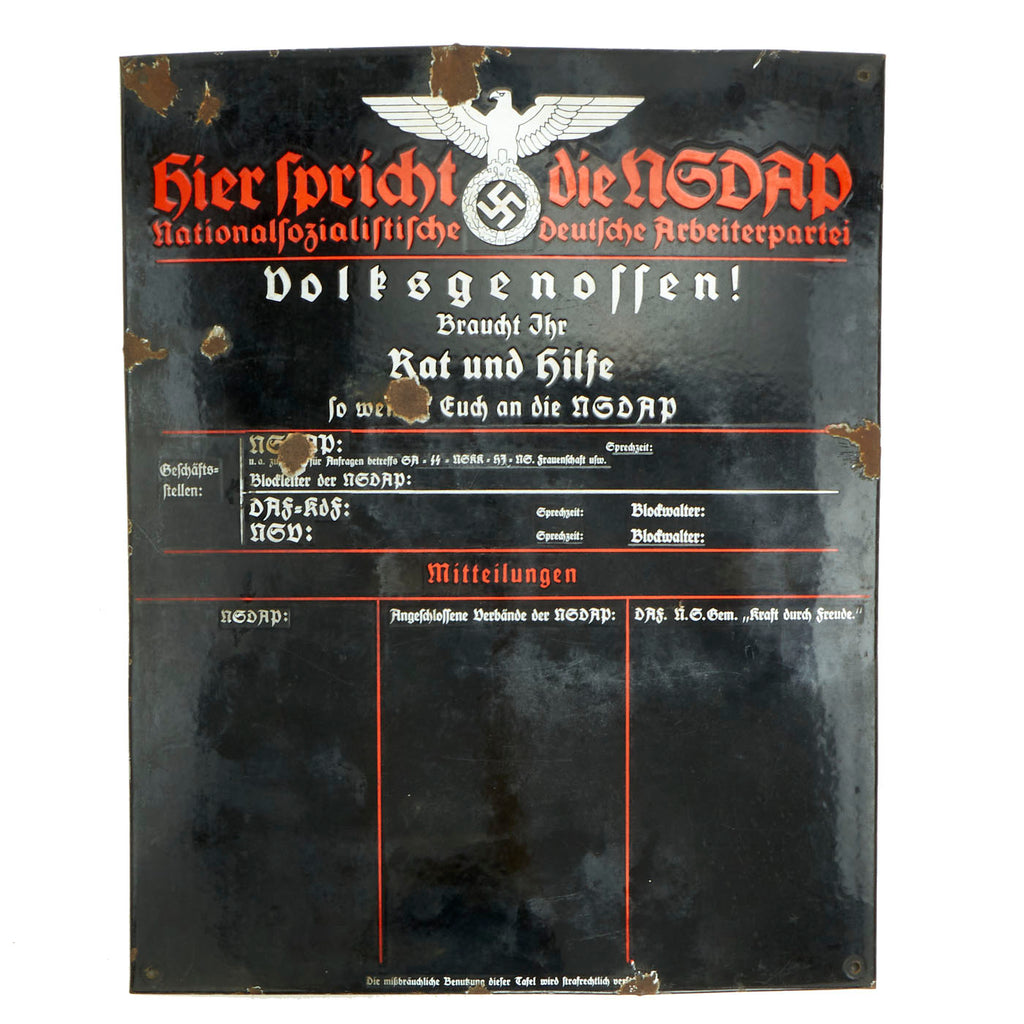 Hier spricht die NSDAP
Nationalsozialistische Deutsche Arbeiterpartei
Volksgenossen!
Braucht Ihr
Rat und Hilfe
so Euch an die NSDAP
Geschäfts=
stellen:
Sprechzeit:
u.a. für Anfragen betreffs SA - SS - NSKK - HJ - NS. Frauenschaft usw.
Blockleiter der NSDAP:
DAF=KdF: Sprechzeit: Blockwalter:
NSV: Sprechzeit: Blockwalter:
Mitteilungen
NSDAP: Angeschlossene Verbände der NSDAP: DAF. N.S.Gem. „Kraft durch Freude."
Die mißbräuchliche Benutzung dieser Tafel wird strafrechtlich